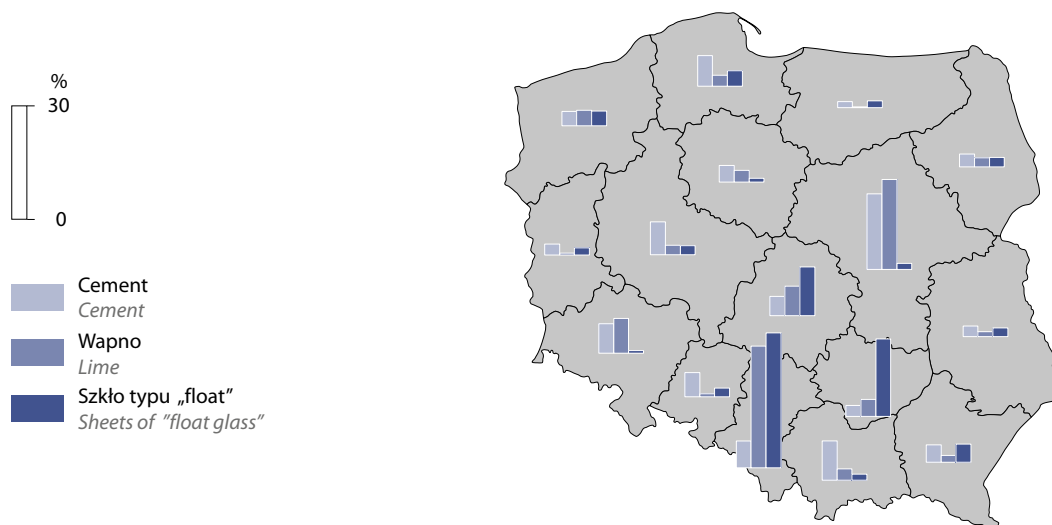 %
30
0
Cement
Cement
Wapno
Lime
Szkło typu „float”
Sheets of ”float glass”